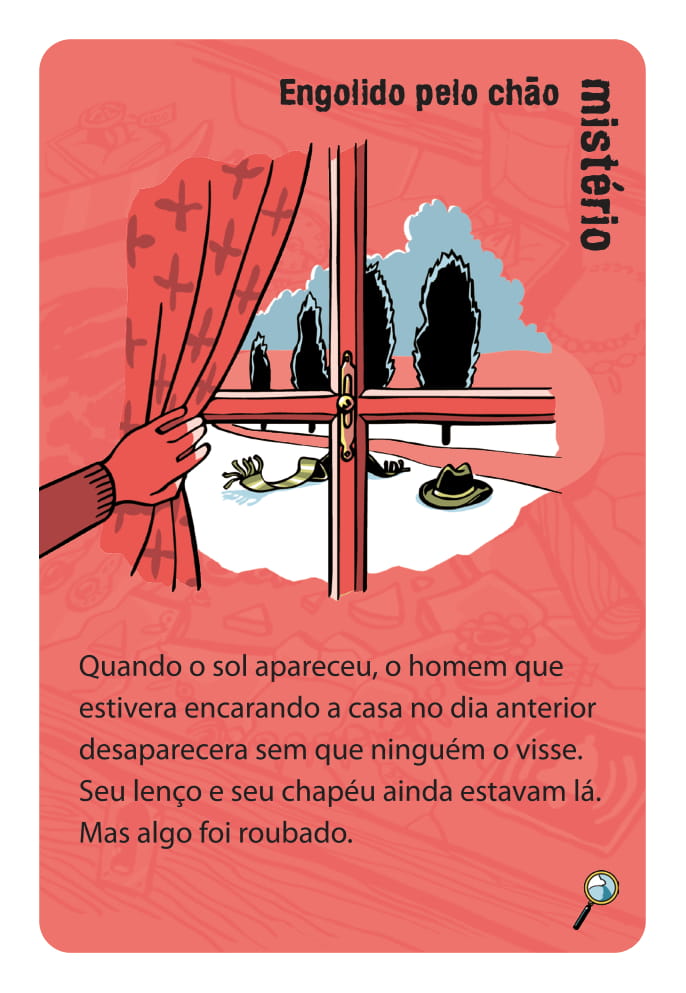 Engolido pelo chão
mistério
Quando o sol apareceu, o homem que
estivera encarando a casa no dia anterior
desaparecera sem que ninguém o visse.
Seu lenço e seu chapéu ainda estavam lá.
Mas algo foi roubado.